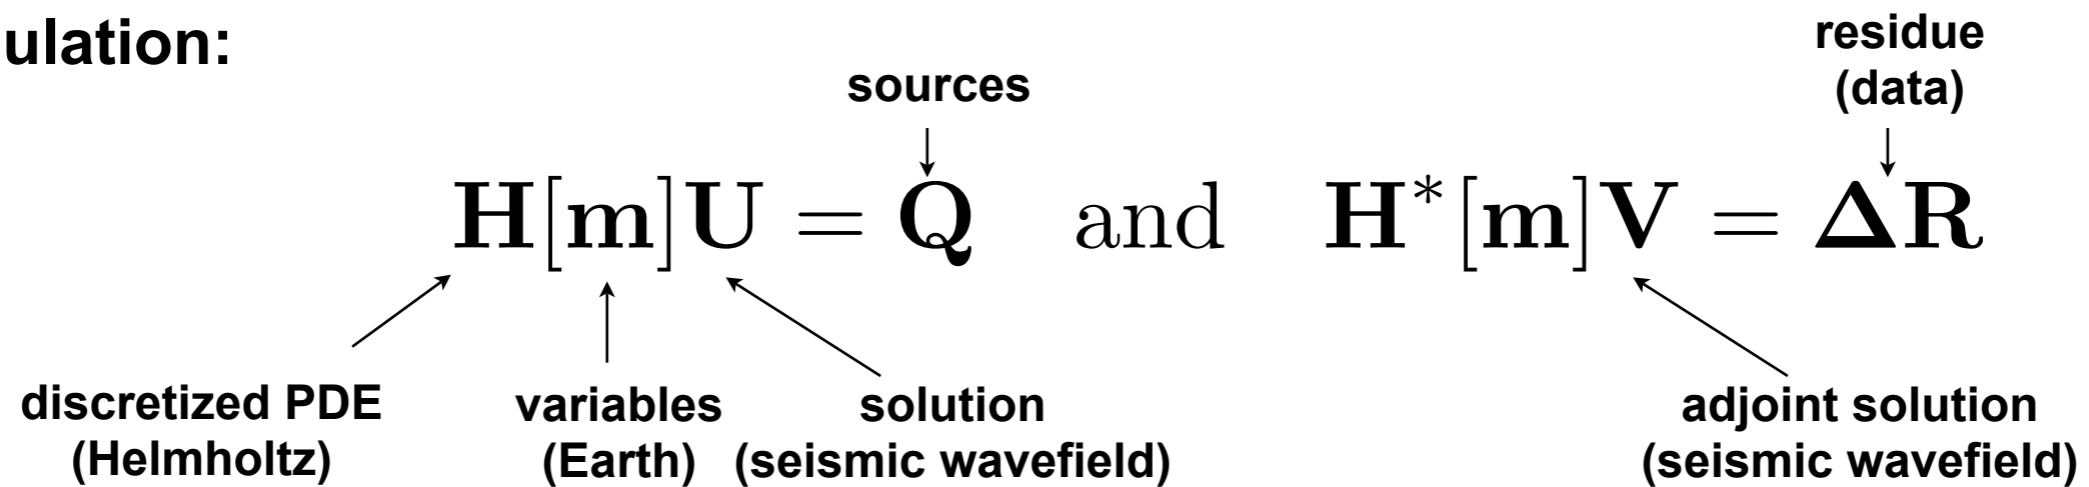 ulation:
sources
residue
(data)
H[m]U = Q and H*[m]V = ΔR
discretized PDE
(Helmholtz)
variables
(Earth)
solution
(seismic wavefield)
adjoint solution
(seismic wavefield)